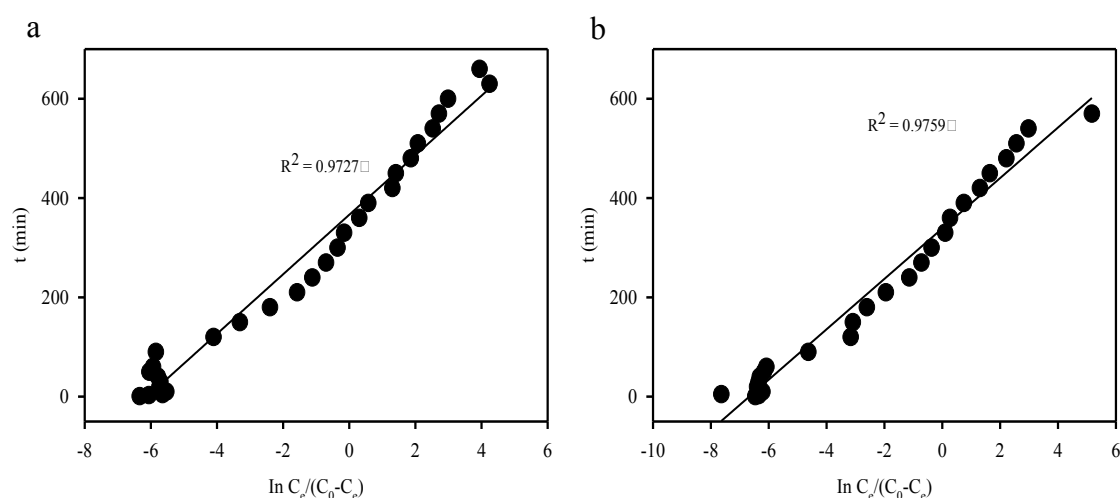 a
600
400
200
0
t (min)
R² = 0.9727□
-8 -6 -4 -2 0 2 4 6
In Cₑ/(C₀-Cₑ)
b
600
400
200
0
t (min)
R² = 0.9759□
-10 -8 -6 -4 -2 0 2 4 6
In Cₑ/(C₀-Cₑ)